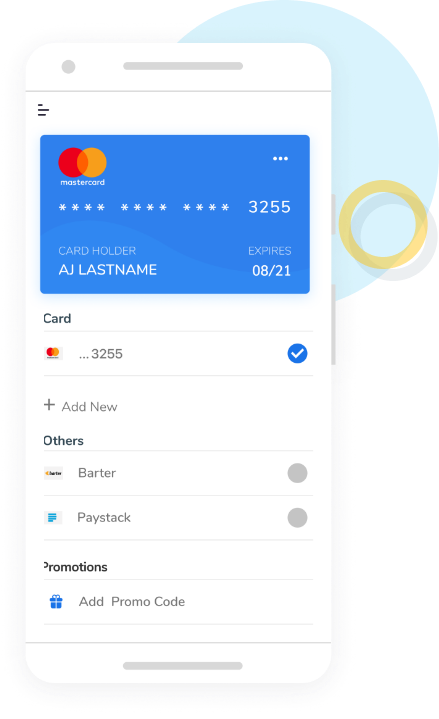 mastercard
**** **** **** 3255
CARD HOLDER EXPIRES
AJ LASTNAME 08/21
Card
...3255
+ Add New
Others
Barter
Paystack
Promotions
Add Promo Code